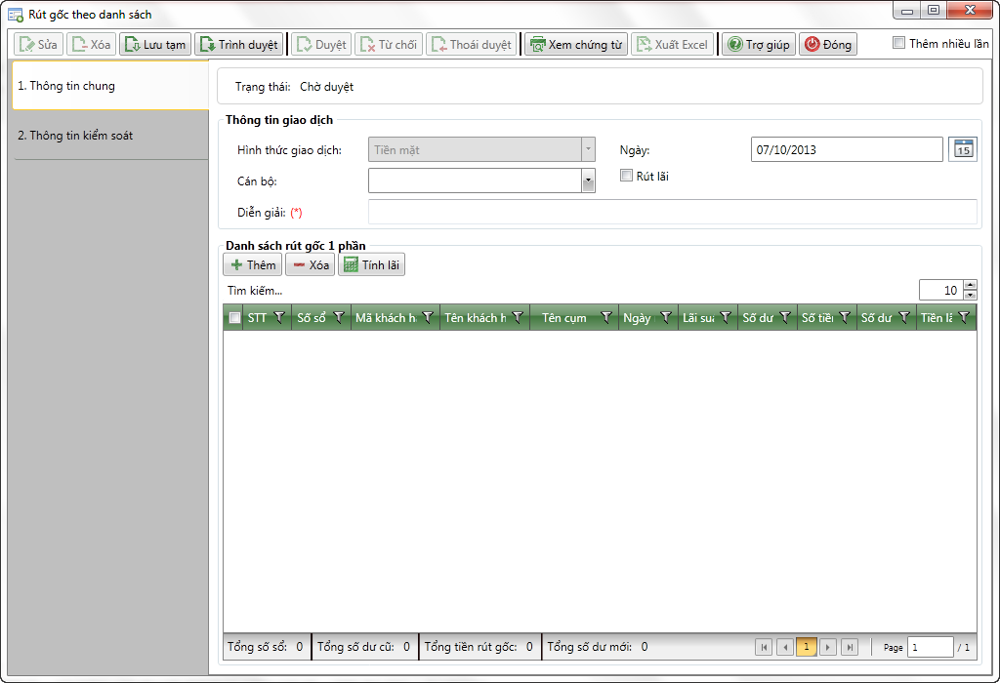 Rút gốc theo danh sách
Sửa Xóa Lưu tạm Trình duyệt Duyệt Từ chối Thoái duyệt Xem chứng từ Xuất Excel Trợ giúp Đóng Thêm nhiều lần
1. Thông tin chung
2. Thông tin kiểm soát
Trạng thái: Chờ duyệt
Thông tin giao dịch
Hình thức giao dịch: Tiền mặt Ngày: 07/10/2013 15
Cán bộ: Rút lãi
Diễn giải: (*)
Danh sách rút gốc 1 phần
Thêm Xóa Tính lãi
Tìm kiếm... 10
STT Số sổ Mã khách h Tên khách h Tên cụm Ngày Lãi suấ Số dư Số tiền Số dư Tiền lã
Tổng số sổ: 0 Tổng số dư cũ: 0 Tổng tiền rút gốc: 0 Tổng số dư mới: 0 1 Page 1 / 1